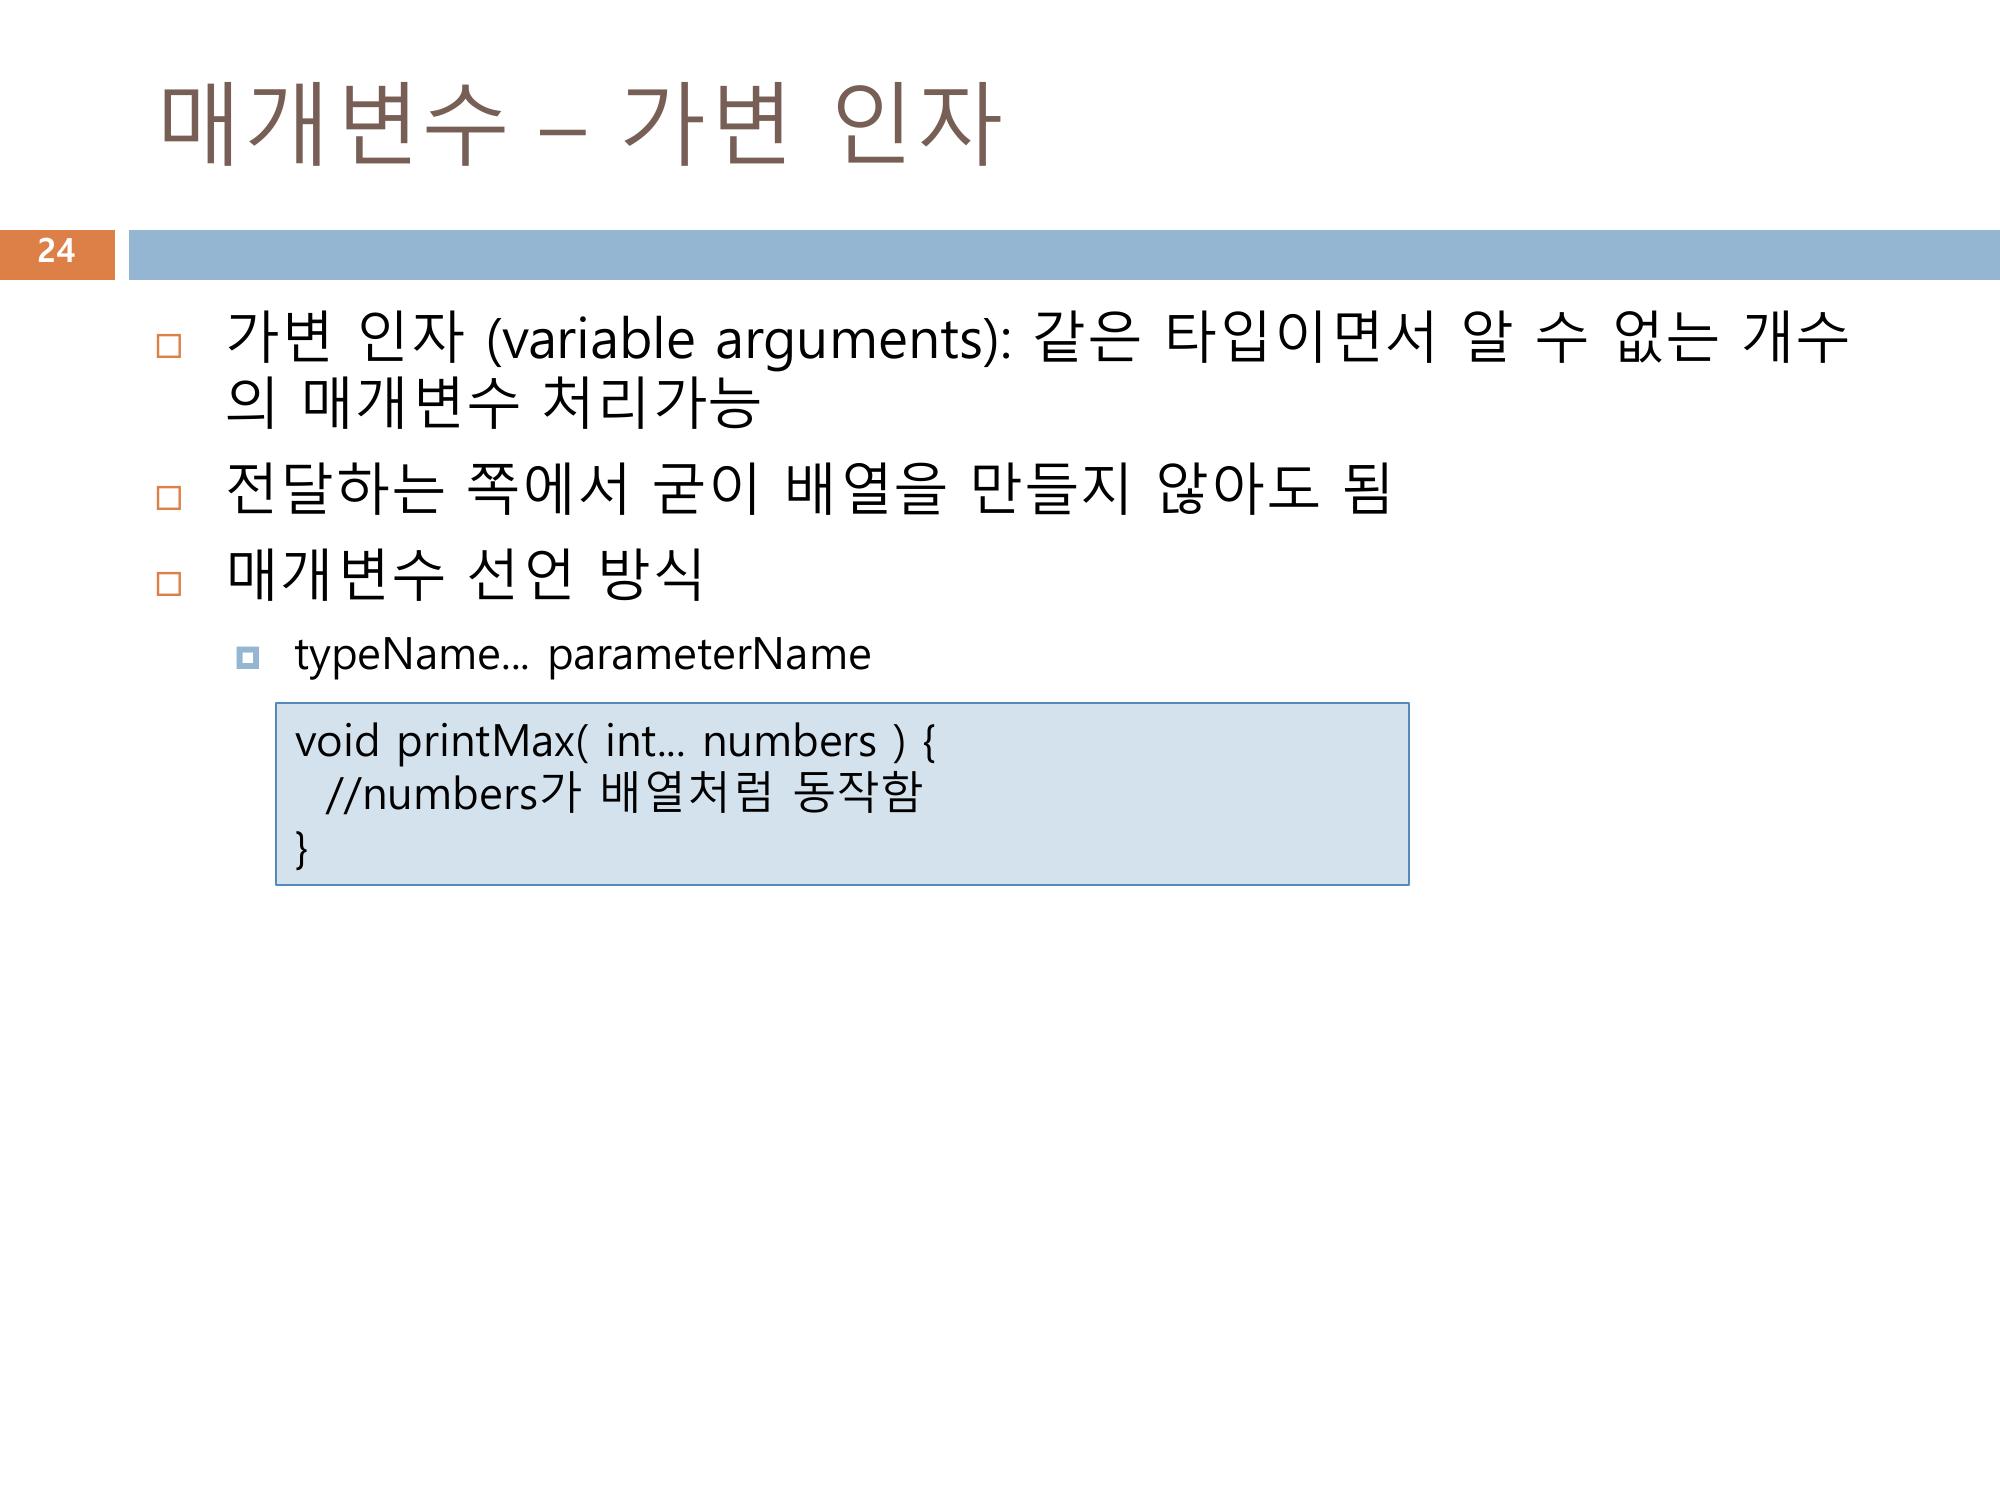 매개변수 – 가변 인자
24
가변 인자 (variable arguments): 같은 타입이면서 알 수 없는 개수
의 매개변수 처리가능
전달하는 쪽에서 굳이 배열을 만들지 않아도 됨
매개변수 선언 방식
typeName... parameterName
void printMax( int... numbers ) {
//numbers가 배열처럼 동작함
}